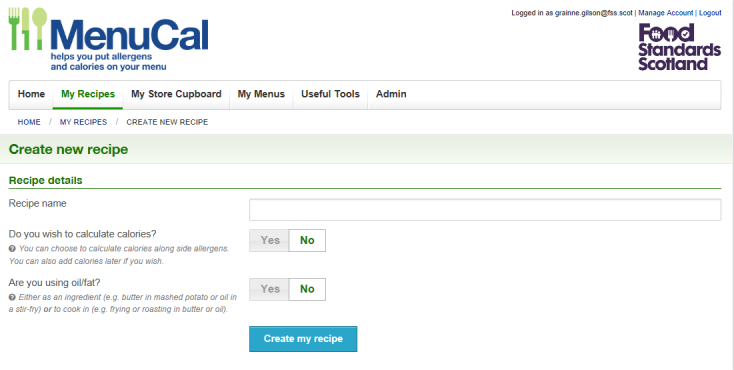 Logged in as grainne.gilson@fss.scot | Manage Account | Logout
MenuCal
helps you put allergens
and calories on your menu
Food
Standards
Scotland
Home My Recipes My Store Cupboard My Menus Useful Tools Admin
HOME / MY RECIPES / CREATE NEW RECIPE
Create new recipe
Recipe details
Recipe name
Do you wish to calculate calories? Yes No
You can choose to calculate calories along side allergens.
You can also add calories later if you wish.
Are you using oil/fat? Yes No
Either as an ingredient (e.g. butter in mashed potato or oil in
a stir-fry) or to cook in (e.g. frying or roasting in butter or oil).
Create my recipe